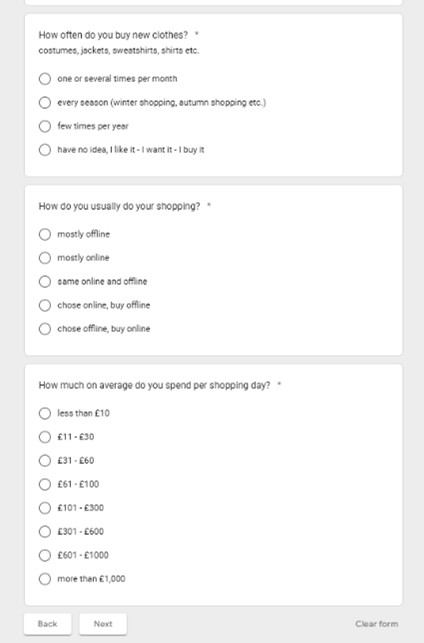 How often do you buy new clothes? *
costumes, jackets, sweatshirts, shirts etc.
one or several times per month
every season (winter shopping, autumn shopping etc.)
few times per year
have no idea, I like it - I want it - I buy it
How do you usually do your shopping? *
mostly offline
mostly online
same online and offline
chose online, buy offline
chose offline, buy online
How much on average do you spend per shopping day? *
less than £10
£11 - £30
£31 - £60
£61 - £100
£101 - £300
£301 - £600
£601 - £1000
more than £1,000
Back Next Clear form